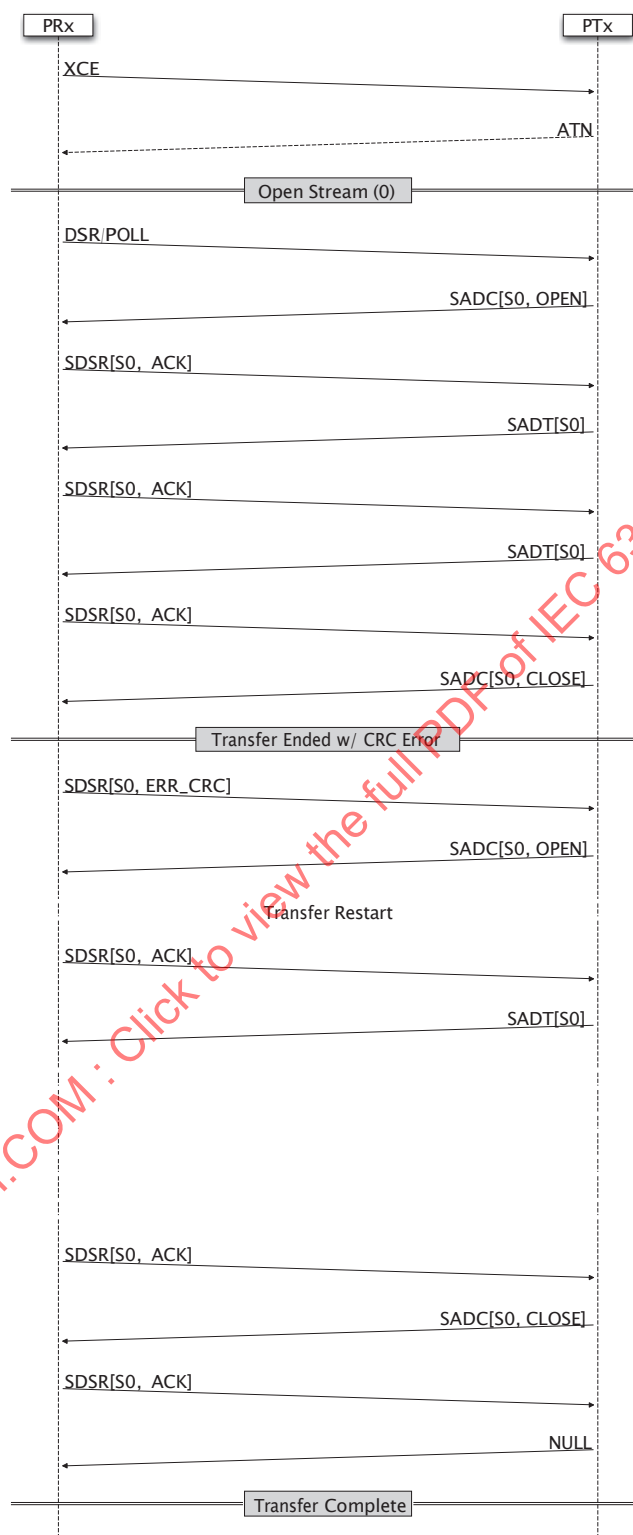 PRx PTx
XCE
ATN
Open Stream (0)
DSR/POLL
SADC[S0, OPEN]
SDSR[S0, ACK]
SADT[S0]
SDSR[S0, ACK]
SADT[S0]
SDSR[S0, ACK]
SADC[S0, CLOSE]
Transfer Ended w/ CRC Error
SDSR[S0, ERR_CRC]
SADC[S0, OPEN]
Transfer Restart
SDSR[S0, ACK]
SADT[S0]
SDSR[S0, ACK]
SADC[S0, CLOSE]
SDSR[S0, ACK]
NULL
Transfer Complete
.COM : Click to view the full PDF of IEC 63